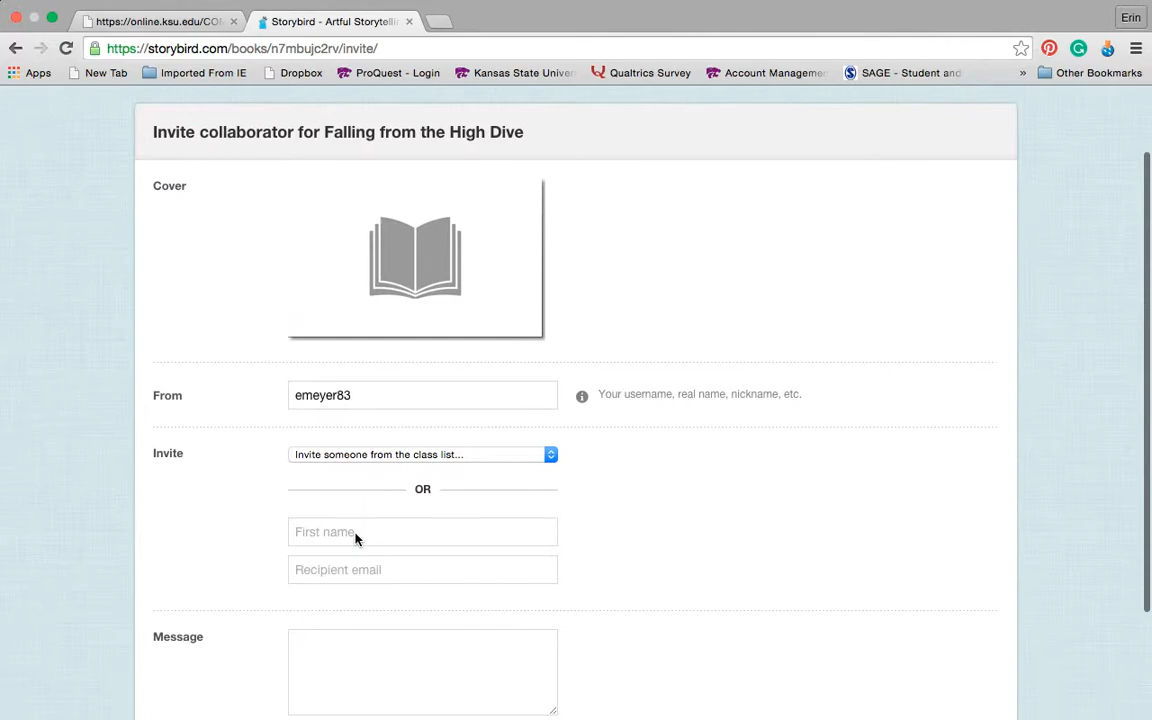 https://online.ksu.edu/CO
Storybird - Artful Storytelli
Erin
https://storybird.com/books/n7mbujc2rv/invite/
Apps New Tab Imported From IE Dropbox ProQuest - Login Kansas State Univer Qualtrics Survey Account Manageme SAGE - Student and » Other Bookmarks
Invite collaborator for Falling from the High Dive
Cover
From emeyer83 Your username, real name, nickname, etc.
Invite Invite someone from the class list...
OR
First name
Recipient email
Message